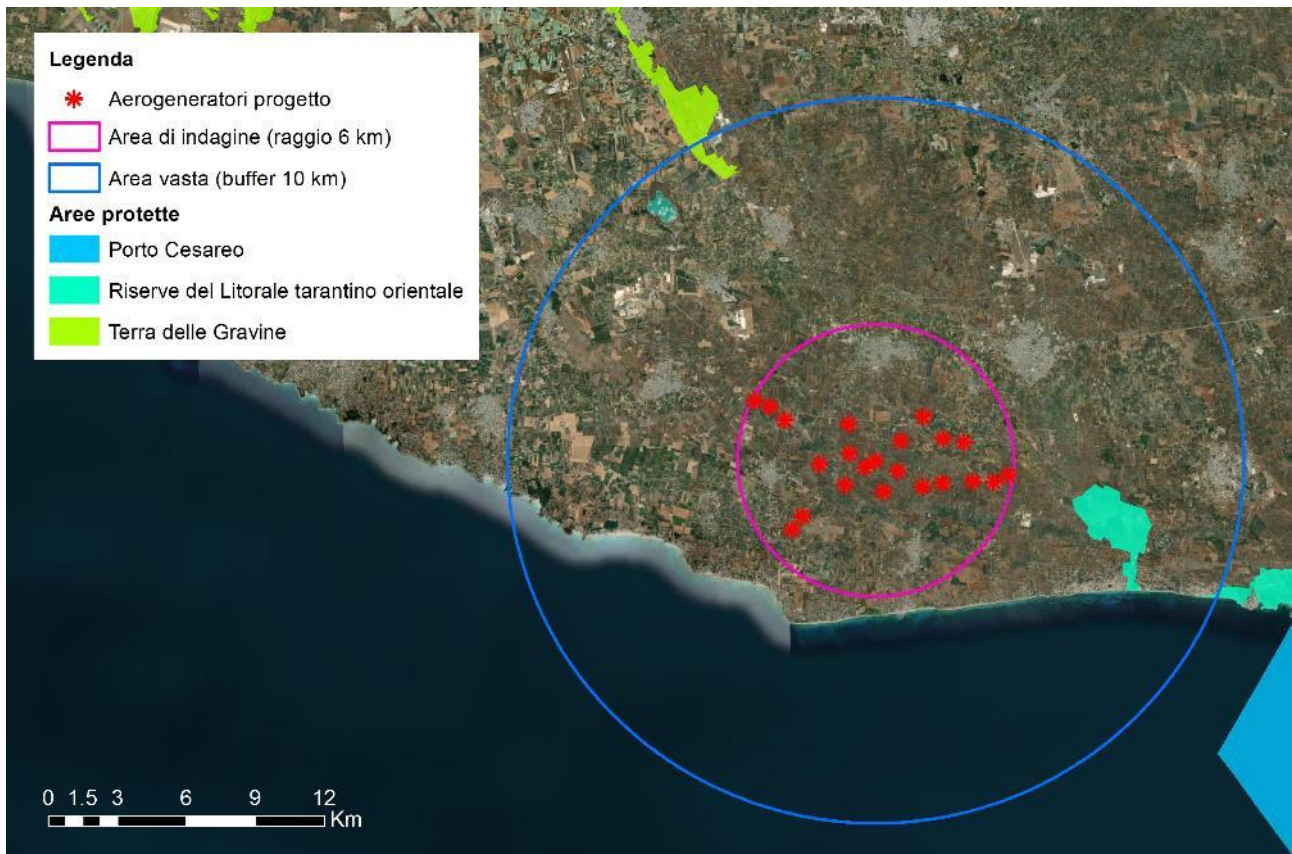 Legenda
Aerogeneratori progetto
Area di indagine (raggio 6 km)
Area vasta (buffer 10 km)
Aree protette
Porto Cesareo
Riserve del Litorale tarantino orientale
Terra delle Gravine
0 1.5 3 6 9 12
Km